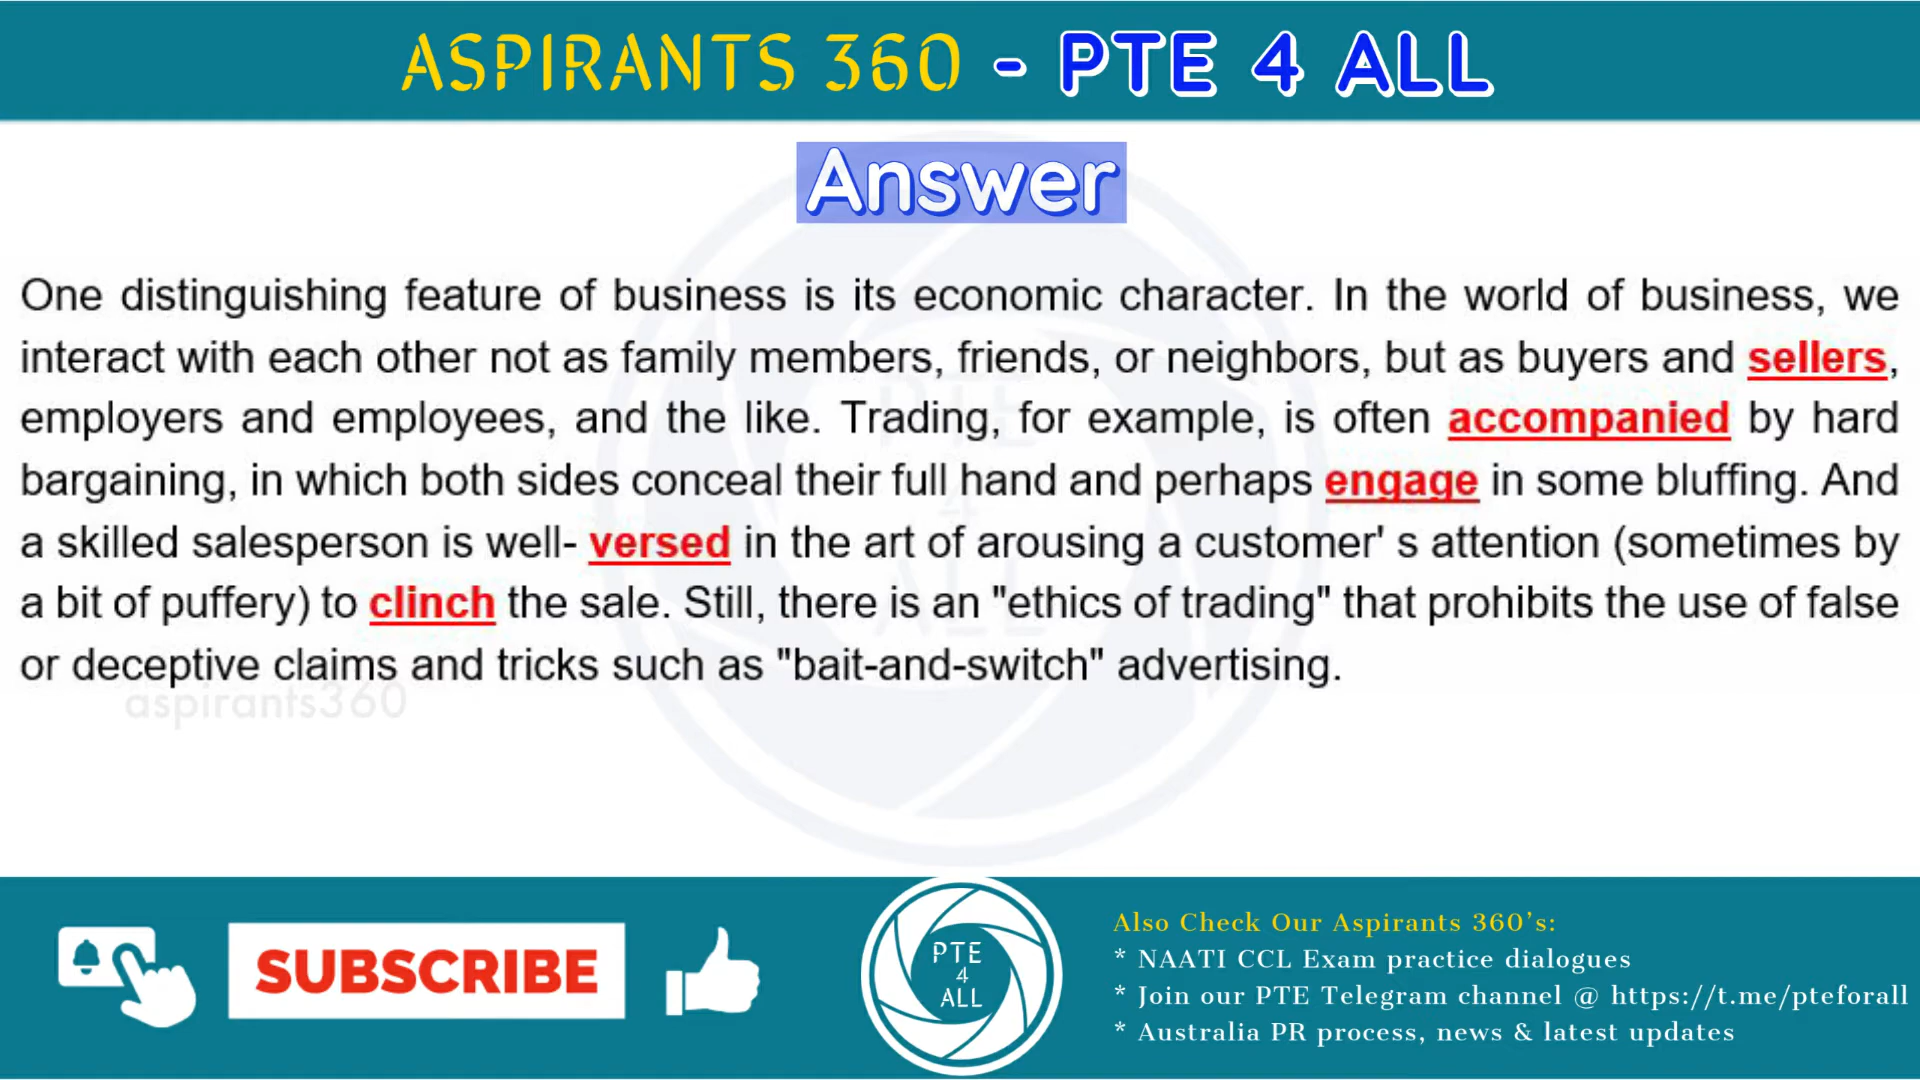 ASPIRANTS 360 - PTE 4 ALL
Answer
One distinguishing feature of business is its economic character. In the world of business, we
interact with each other not as family members, friends, or neighbors, but as buyers and sellers,
employers and employees, and the like. Trading, for example, is often accompanied by hard
bargaining, in which both sides conceal their full hand and perhaps engage in some bluffing. And
a skilled salesperson is well- versed in the art of arousing a customer' s attention (sometimes by
a bit of puffery) to clinch the sale. Still, there is an "ethics of trading" that prohibits the use of false
or deceptive claims and tricks such as "bait-and-switch" advertising.
aspirants360
PTE
4
ALL
SUBSCRIBE
PTE
4
ALL
Also Check Our Aspirants 360's:
* NAATI CCL Exam practice dialogues
* Join our PTE Telegram channel @ https://t.me/pteforall
* Australia PR process, news & latest updates